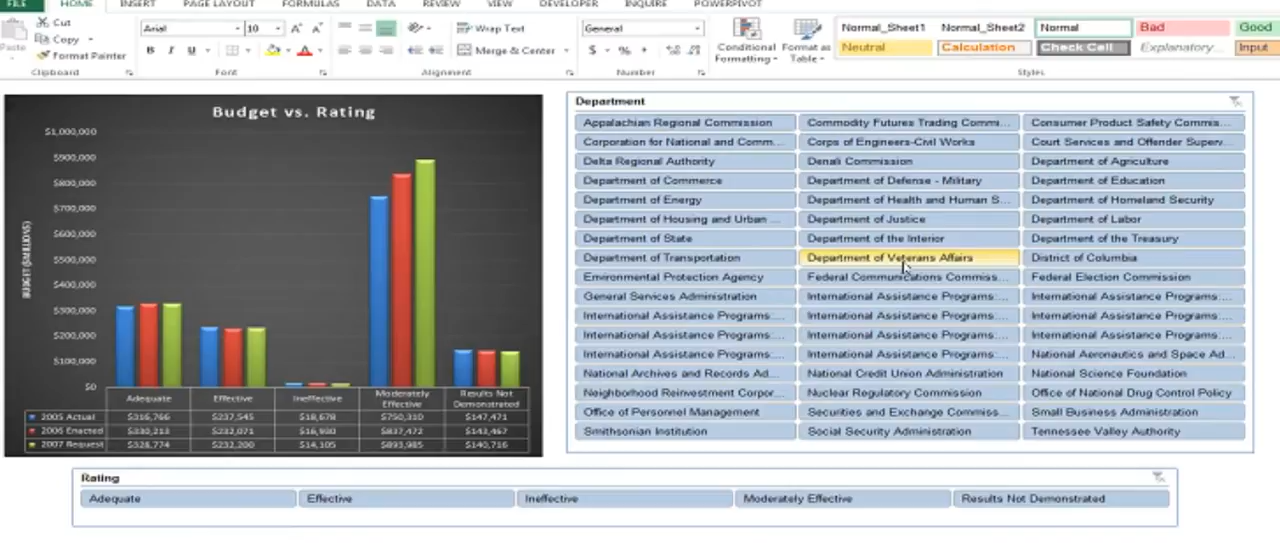 FILE HOME INSERT PAGE LAYOUT FORMULAS DATA REVIEW VIEW DEVELOPER INQUIRE POWERPIVOT
Paste
Cut
Copy
Format Painter
Clipboard
Arial 10 A A
B I U A
Font
Wrap Text
Merge & Center
Alignment
General
$ % ,
Number
Conditional Formatting
Format as Table
Normal_Sheet1 Normal_Sheet2 Normal Bad Good
Neutral Calculation Check Cell Explanatory... Input
Styles
Budget vs. Rating
BUDGET ($MILLIONS)
$1,000,000
$900,000
$800,000
$700,000
$600,000
$500,000
$400,000
$300,000
$200,000
$100,000
$0
Adequate Effective Ineffective Moderately Effective Results Not Demonstrated
2005 Actual $316,766 $237,545 $18,678 $750,310 $147,471
2006 Enacted $330,213 $232,071 $16,930 $837,472 $143,467
2007 Request $328,774 $232,200 $14,105 $893,985 $140,716
Department
Appalachian Regional Commission Commodity Futures Trading Commi... Consumer Product Safety Commis...
Corporation for National and Comm... Corps of Engineers-Civil Works Court Services and Offender Superv...
Delta Regional Authority Denali Commission Department of Agriculture
Department of Commerce Department of Defense - Military Department of Education
Department of Energy Department of Health and Human S... Department of Homeland Security
Department of Housing and Urban ... Department of Justice Department of Labor
Department of State Department of the Interior Department of the Treasury
Department of Transportation Department of Veterans Affairs District of Columbia
Environmental Protection Agency Federal Communications Commiss... Federal Election Commission
General Services Administration International Assistance Programs:... International Assistance Programs:...
International Assistance Programs:... International Assistance Programs:... International Assistance Programs:...
International Assistance Programs:... International Assistance Programs:... International Assistance Programs:...
International Assistance Programs:... International Assistance Programs:... National Aeronautics and Space Ad...
National Archives and Records Ad... National Credit Union Administration National Science Foundation
Neighborhood Reinvestment Corpor... Nuclear Regulatory Commission Office of National Drug Control Policy
Office of Personnel Management Securities and Exchange Commiss... Small Business Administration
Smithsonian Institution Social Security Administration Tennessee Valley Authority
Rating
Adequate Effective Ineffective Moderately Effective Results Not Demonstrated